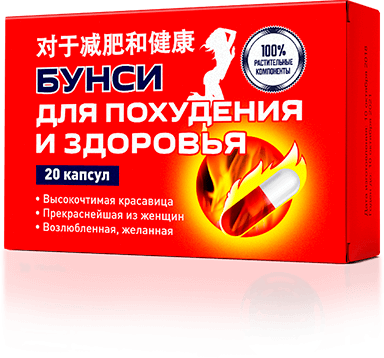 对于减肥和健康
100%
РАСТИТЕЛЬНЫЕ
КОМПОНЕНТЫ
БУНСИ
ДЛЯ ПОХУДЕНИЯ
И ЗДОРОВЬЯ
20 капсул
• Высокочтимая красавица
• Прекраснейшая из женщин
• Возлюбленная, желанная